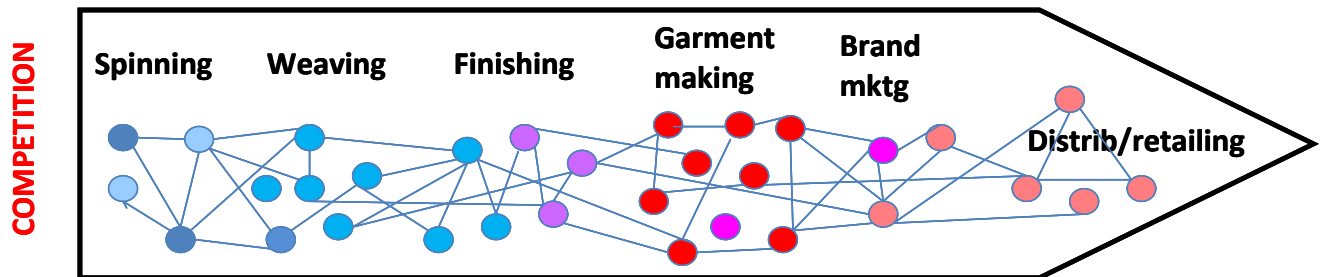 COMPETITION
Spinning
Weaving
Finishing
Garment
making
Brand
mktg
Distrib/retailing